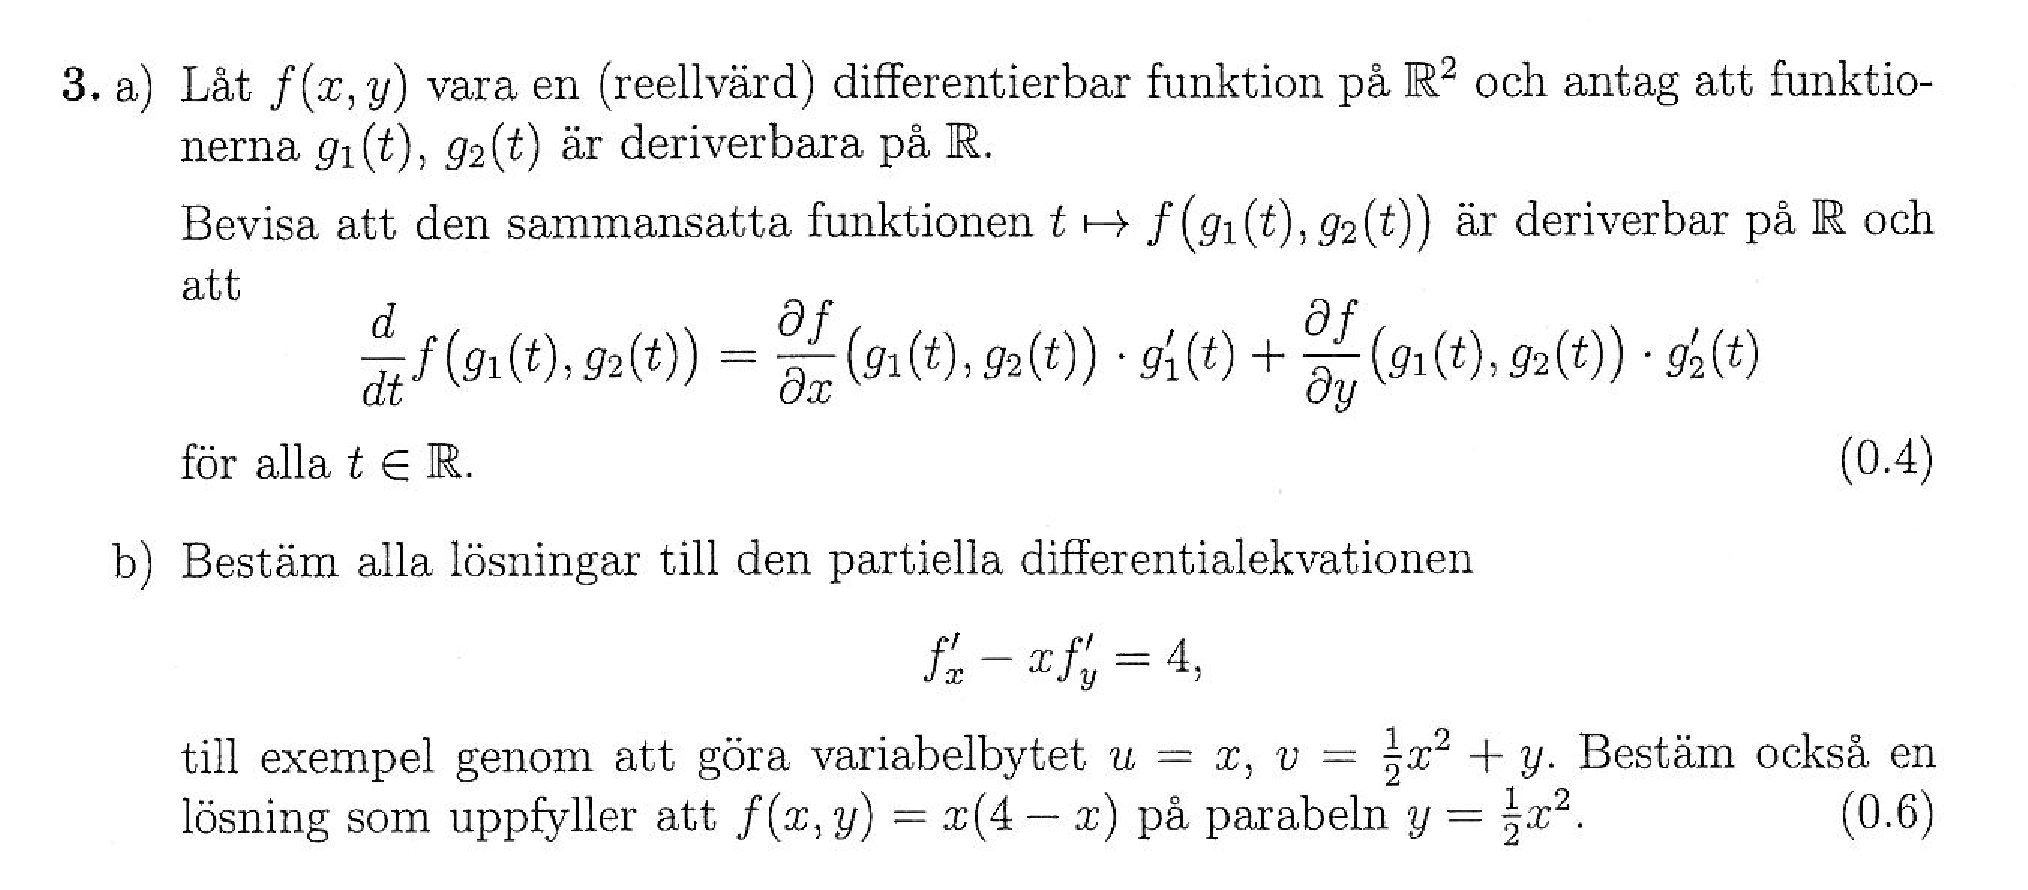 3. a) Låt f(x, y) vara en (reellvärd) differentierbar funktion på ℝ² och antag att funktio-
nerna g₁(t), g₂(t) är deriverbara på ℝ.
Bevisa att den sammansatta funktionen t ↦ f(g₁(t), g₂(t)) är deriverbar på ℝ och
att
d/dt f(g₁(t), g₂(t)) = ∂f/∂x (g₁(t), g₂(t)) · g₁′(t) + ∂f/∂y (g₁(t), g₂(t)) · g₂′(t)
för alla t ∈ ℝ. (0.4)
b) Bestäm alla lösningar till den partiella differentialekvationen
f′ₓ − x f′_y = 4,
till exempel genom att göra variabelbytet u = x, v = ½x² + y. Bestäm också en
lösning som uppfyller att f(x, y) = x(4 − x) på parabeln y = ½x². (0.6)